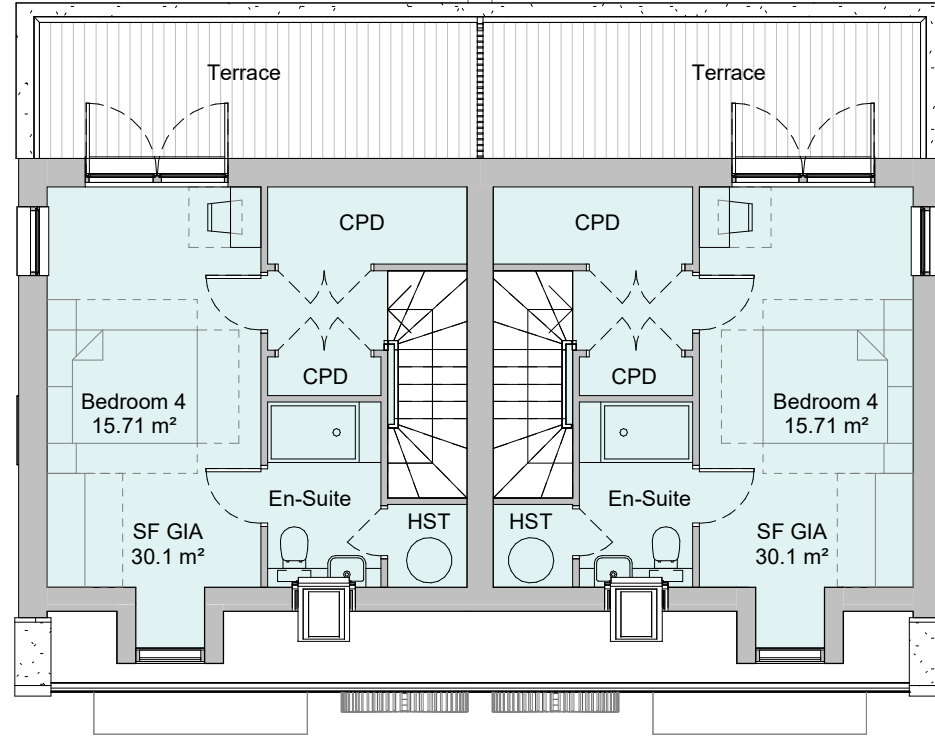 Terrace
Terrace
CPD
CPD
CPD
CPD
Bedroom 4
15.71 m²
Bedroom 4
15.71 m²
En-Suite
En-Suite
HST
HST
SF GIA
30.1 m²
SF GIA
30.1 m²